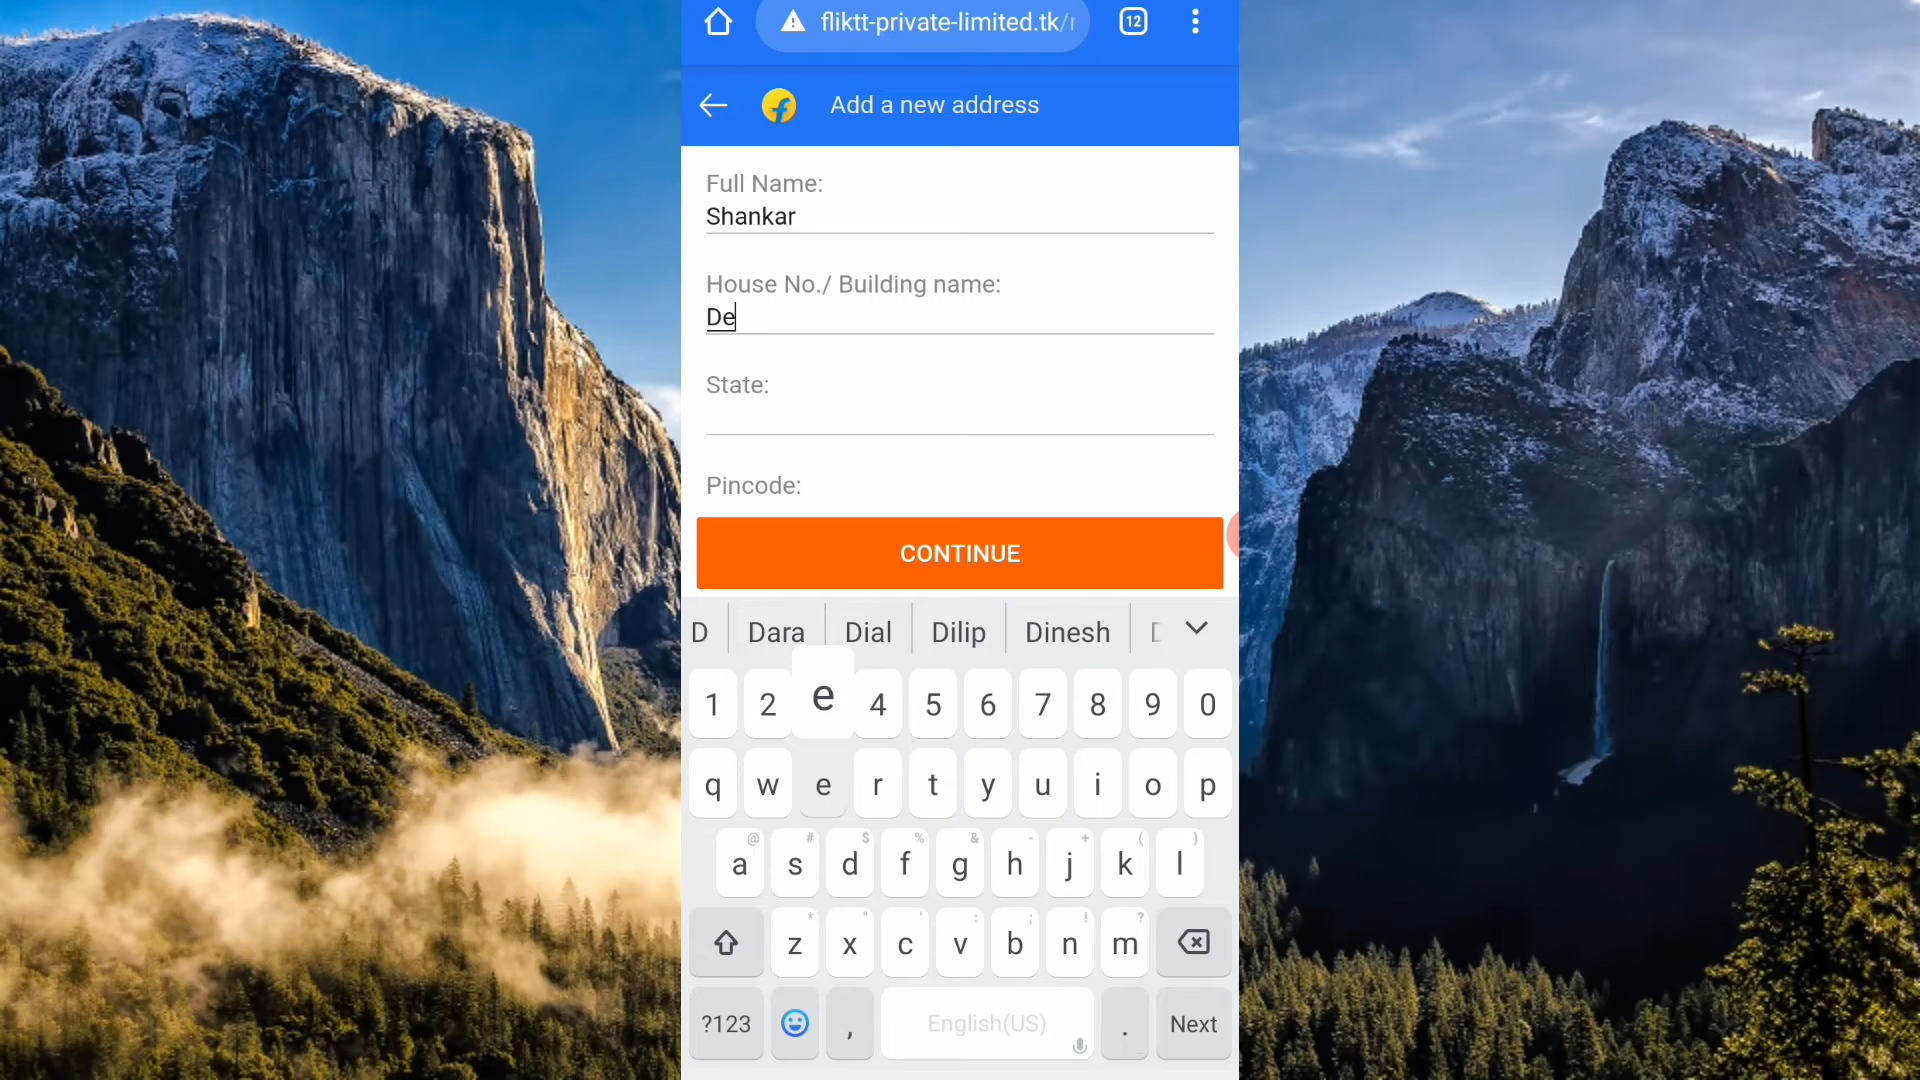 fliktt-private-limited.tk/
12
Add a new address
Full Name:
Shankar
House No./ Building name:
De
State:
Pincode:
CONTINUE
D Dara Dial Dilip Dinesh
e
1 2 4 5 6 7 8 9 0
q w e r t y u i o p
@ # $ % & - + ( )
a s d f g h j k l
* " ' : ; ! ?
z x c v b n m
?123 , English(US) . Next